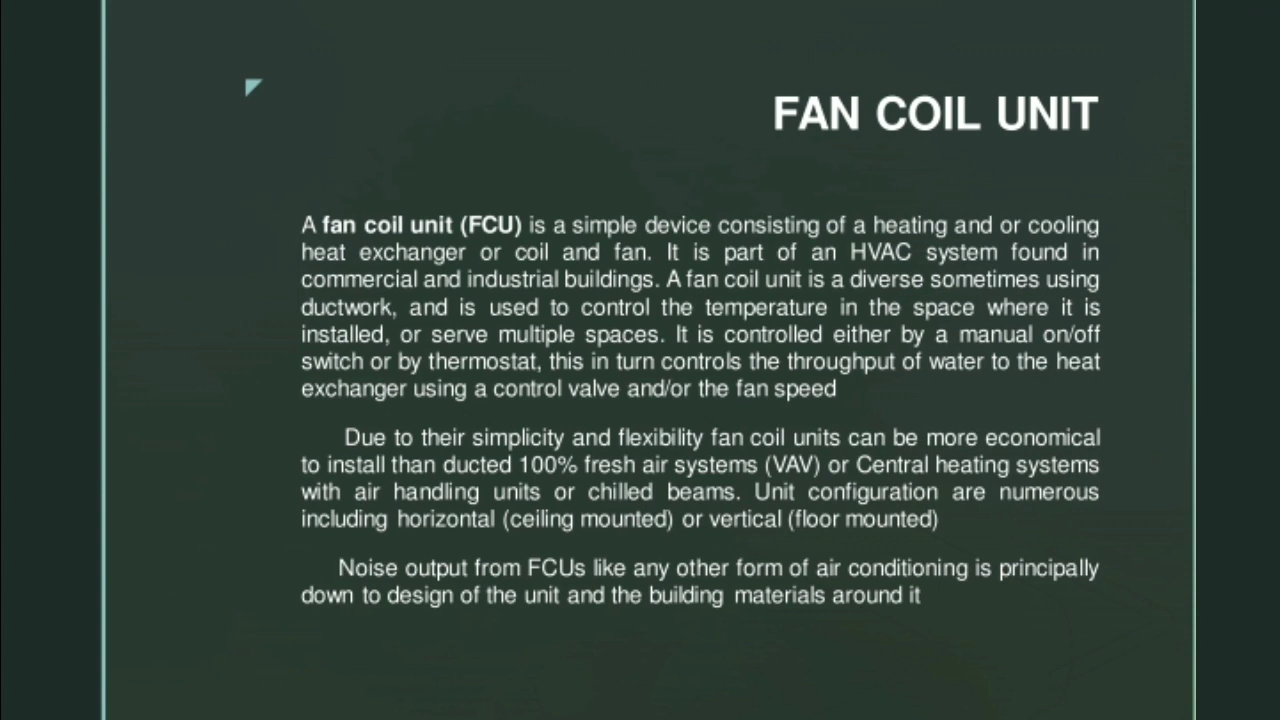 FAN COIL UNIT
A fan coil unit (FCU) is a simple device consisting of a heating and or cooling
heat exchanger or coil and fan. It is part of an HVAC system found in
commercial and industrial buildings. A fan coil unit is a diverse sometimes using
ductwork, and is used to control the temperature in the space where it is
installed, or serve multiple spaces. It is controlled either by a manual on/off
switch or by thermostat, this in turn controls the throughput of water to the heat
exchanger using a control valve and/or the fan speed
Due to their simplicity and flexibility fan coil units can be more economical
to install than ducted 100% fresh air systems (VAV) or Central heating systems
with air handling units or chilled beams. Unit configuration are numerous
including horizontal (ceiling mounted) or vertical (floor mounted)
Noise output from FCUs like any other form of air conditioning is principally
down to design of the unit and the building materials around it